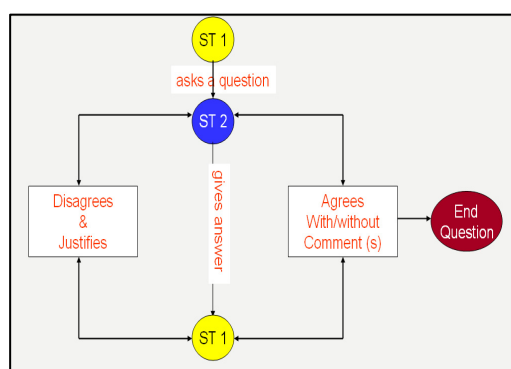 ST 1
asks a question
ST 2
gives answer
Disagrees
&
Justifies
Agrees
With/without
Comment (s)
End
Question
ST 1